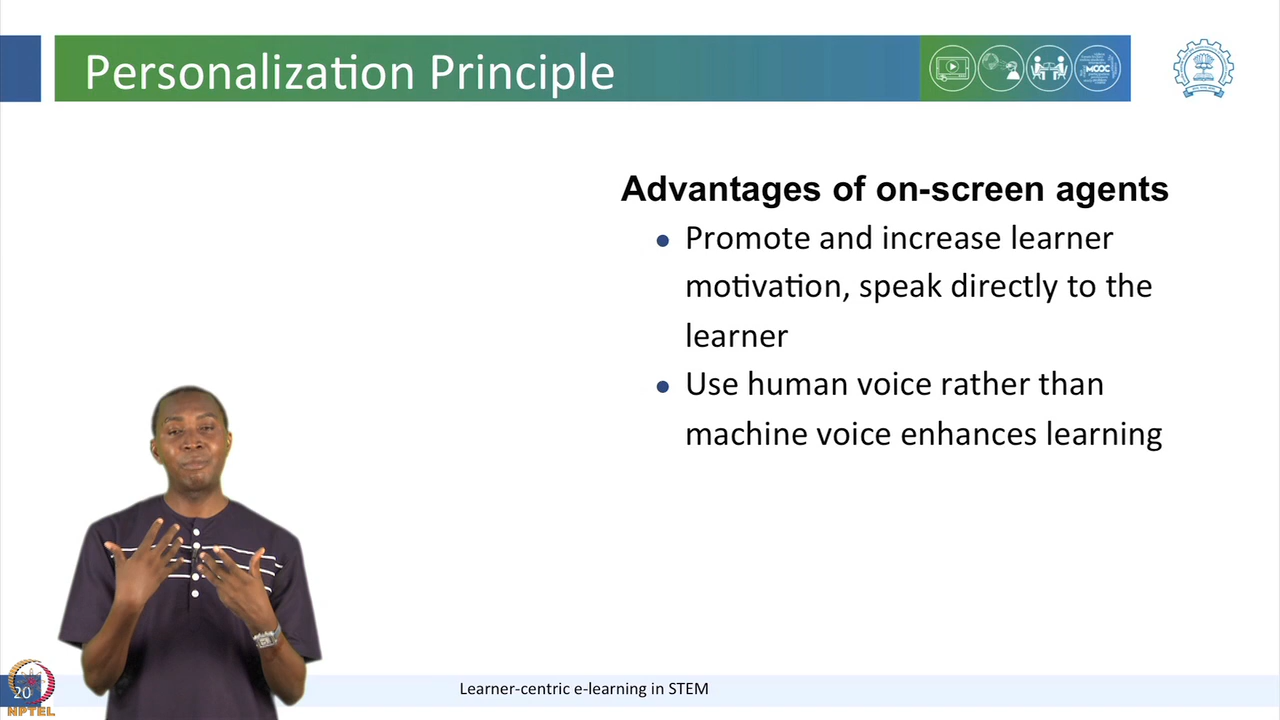 Personalization Principle
MOOC
Advantages of on-screen agents
Promote and increase learner
motivation, speak directly to the
learner
Use human voice rather than
machine voice enhances learning
20
NPTEL
Learner-centric e-learning in STEM